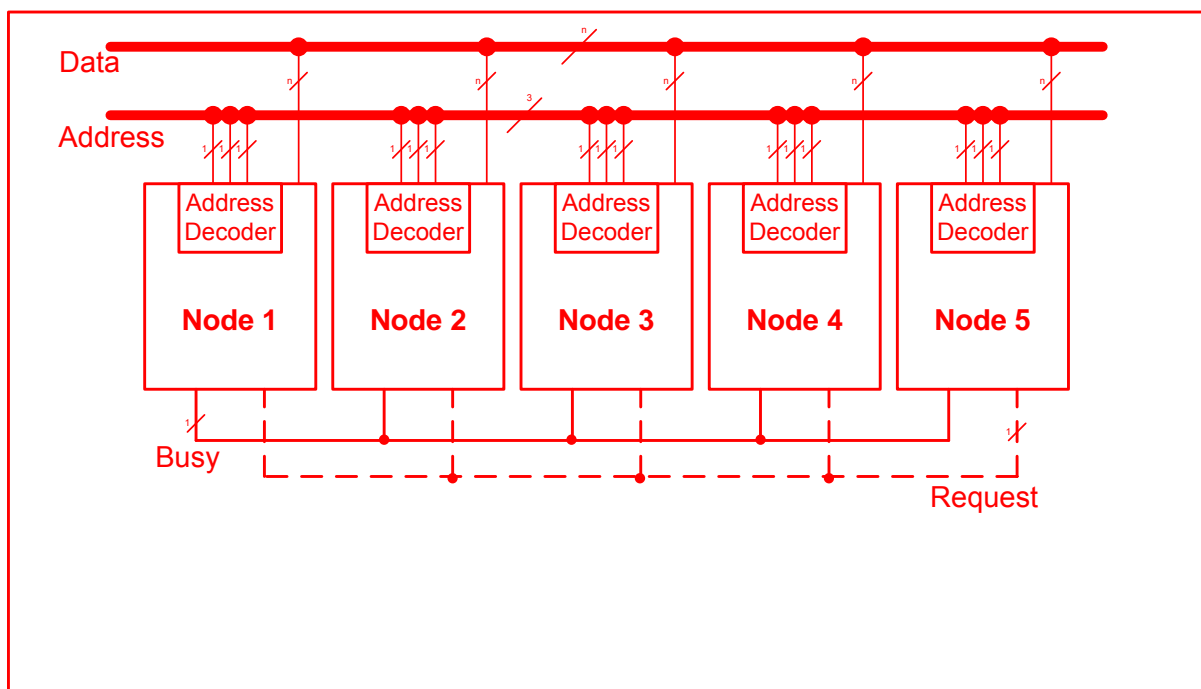 n
Data
n n n n n
3
Address
1 1 1 1 1 1 1 1 1 1 1 1 1 1 1
Address Address Address Address Address
Decoder Decoder Decoder Decoder Decoder
Node 1 Node 2 Node 3 Node 4 Node 5
1 1
Busy
Request